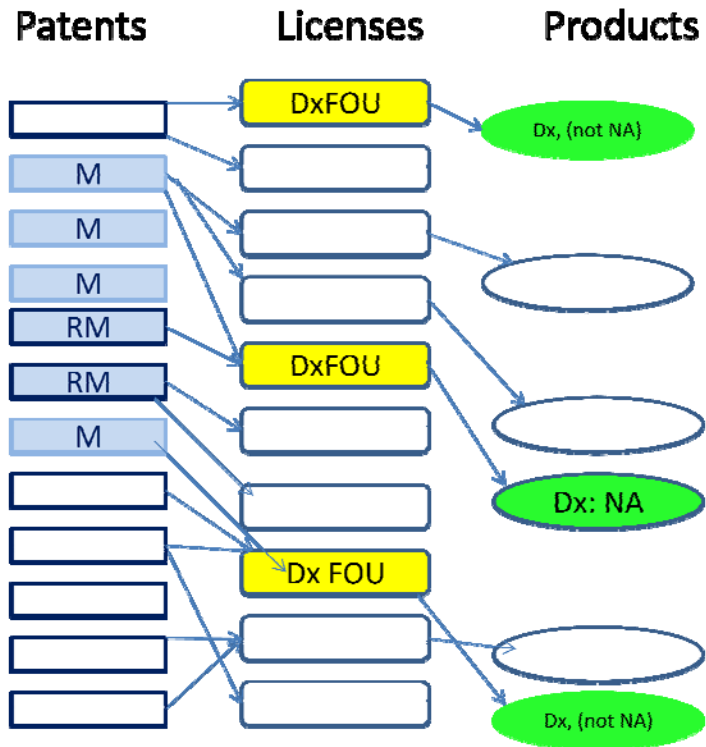 Patents Licenses Products
DxFOU
Dx, (not NA)
M
M
M
RM
DxFOU
RM
M
Dx: NA
Dx FOU
Dx, (not NA)